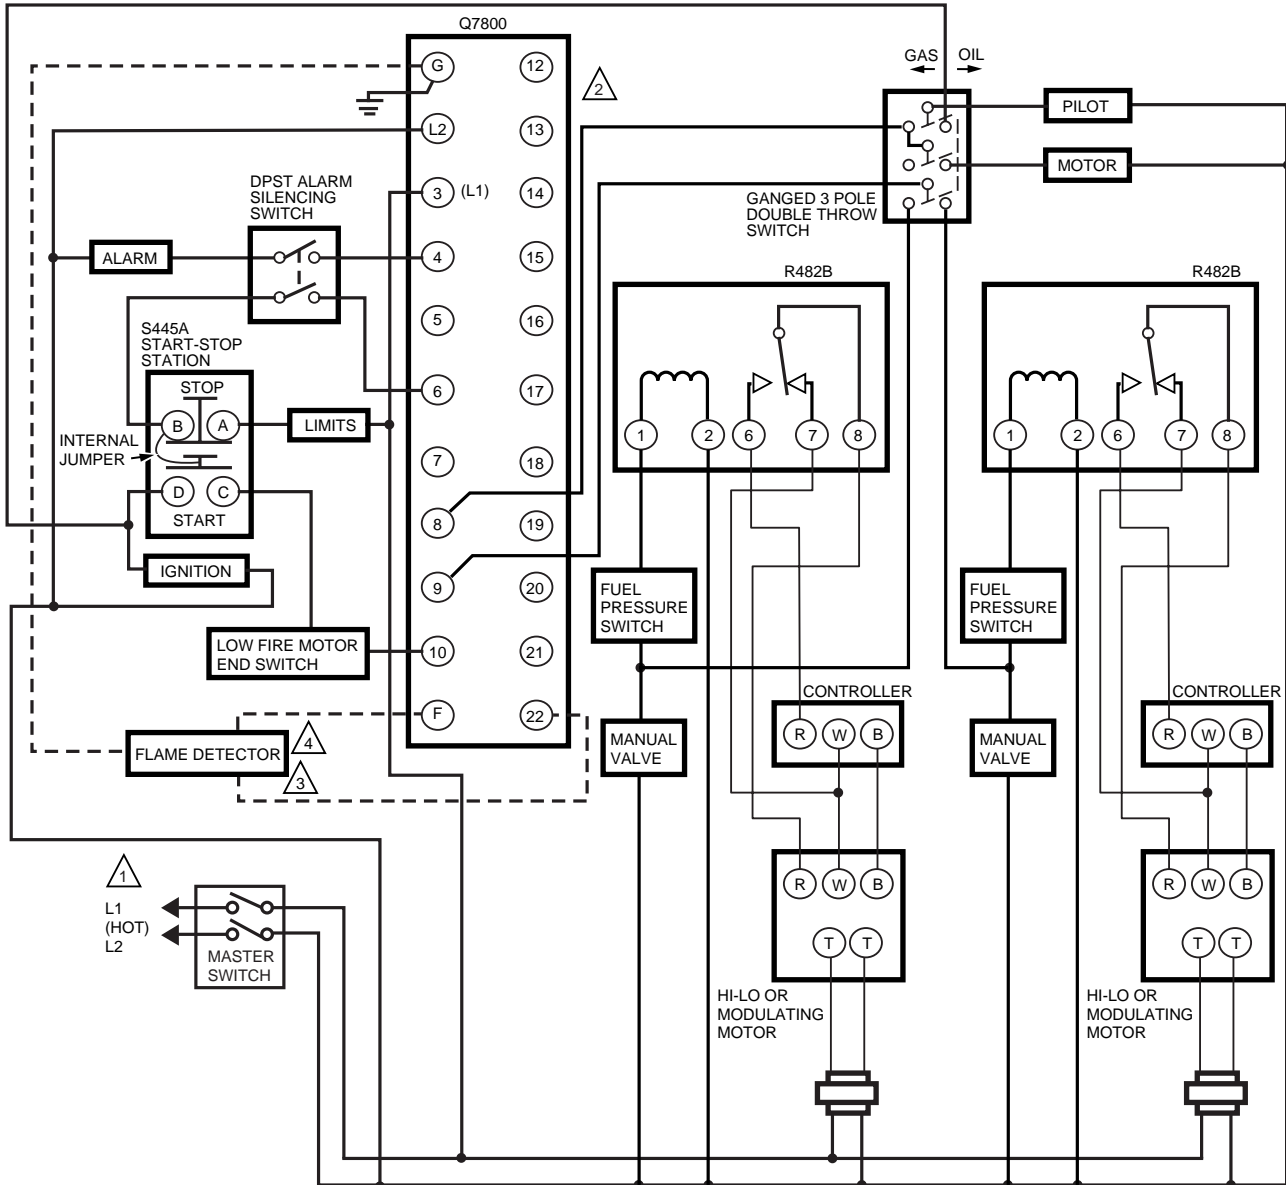 Q7800
GAS
OIL
G
12
2
PILOT
L2
13
MOTOR
DPST ALARM
SILENCING
SWITCH
3
(L1)
14
GANGED 3 POLE
DOUBLE THROW
SWITCH
ALARM
4
15
R482B
R482B
5
16
S445A
START-STOP
STATION
STOP
6
17
B
A
LIMITS
INTERNAL
JUMPER
7
18
1
2
6
7
8
1
2
6
7
8
D
C
START
8
19
IGNITION
9
20
FUEL
PRESSURE
SWITCH
FUEL
PRESSURE
SWITCH
LOW FIRE MOTOR
END SWITCH
10
21
CONTROLLER
CONTROLLER
F
22
R
W
B
R
W
B
FLAME DETECTOR
4
3
MANUAL
VALVE
MANUAL
VALVE
1
L1
(HOT)
L2
MASTER
SWITCH
R
W
B
R
W
B
T
T
T
T
HI-LO OR
MODULATING
MOTOR
HI-LO OR
MODULATING
MOTOR